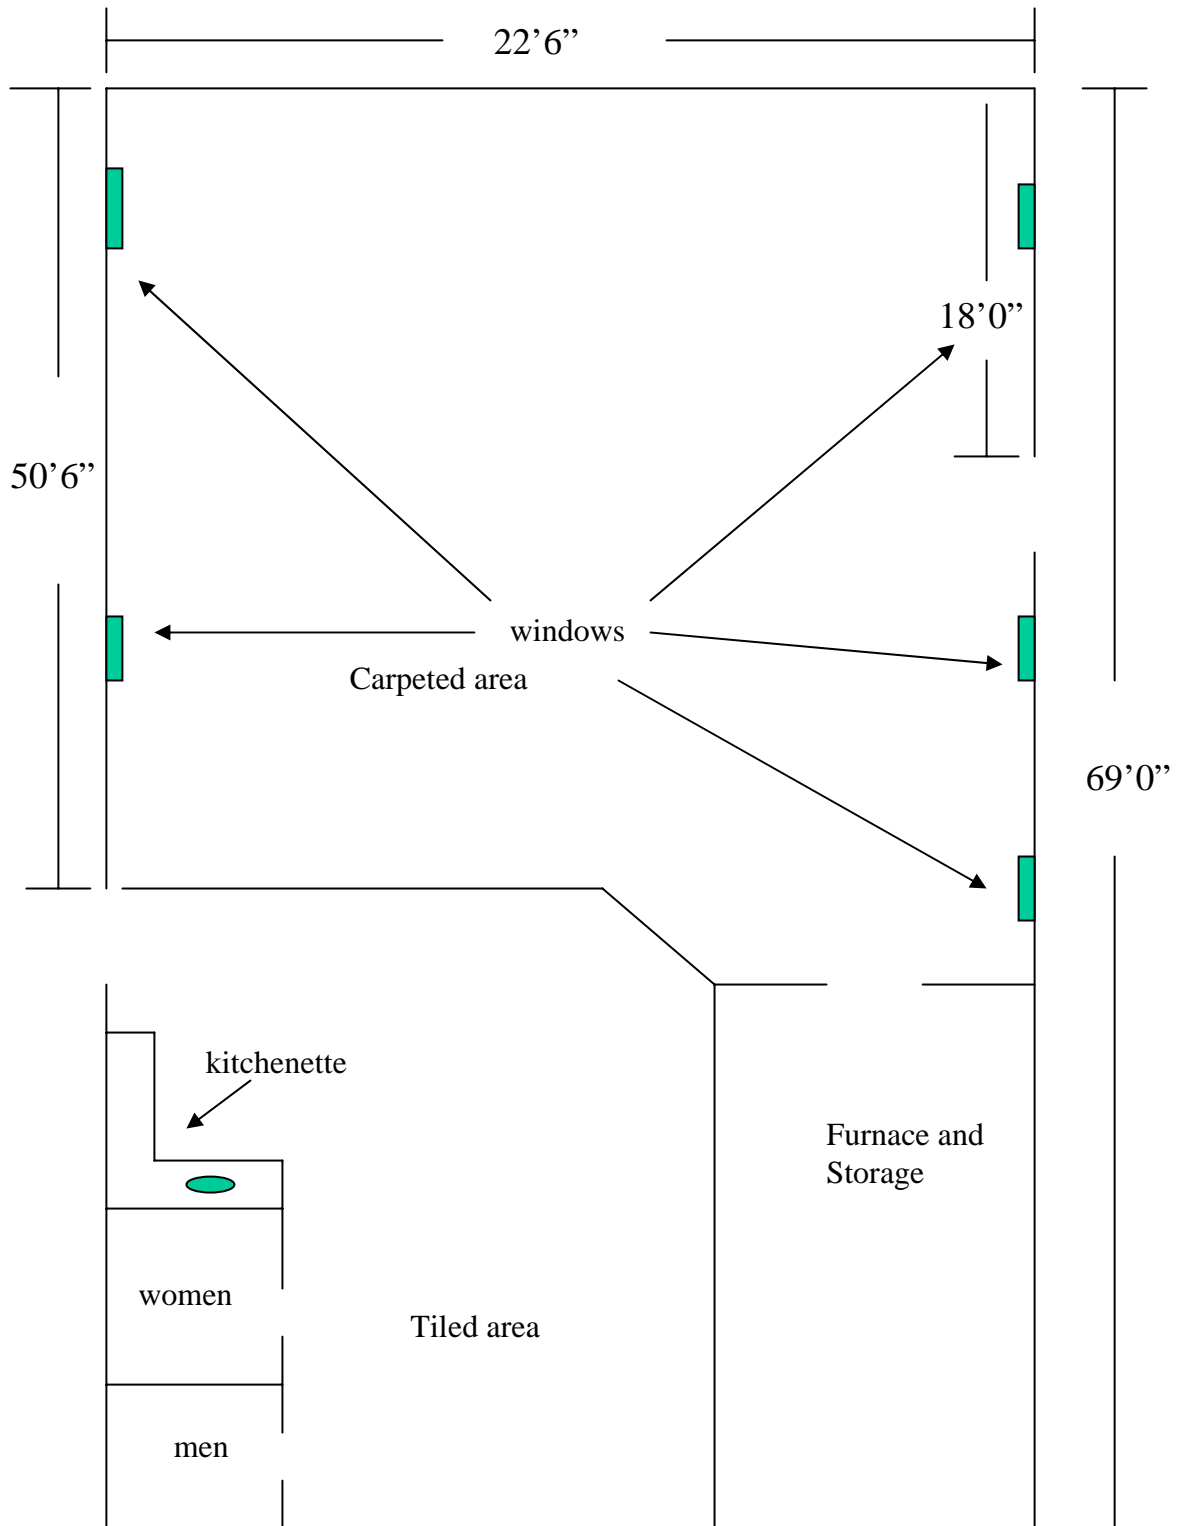 22’6”
18’0”
50’6”
windows
Carpeted area
69’0”
kitchenette
Furnace and
Storage
women
Tiled area
men